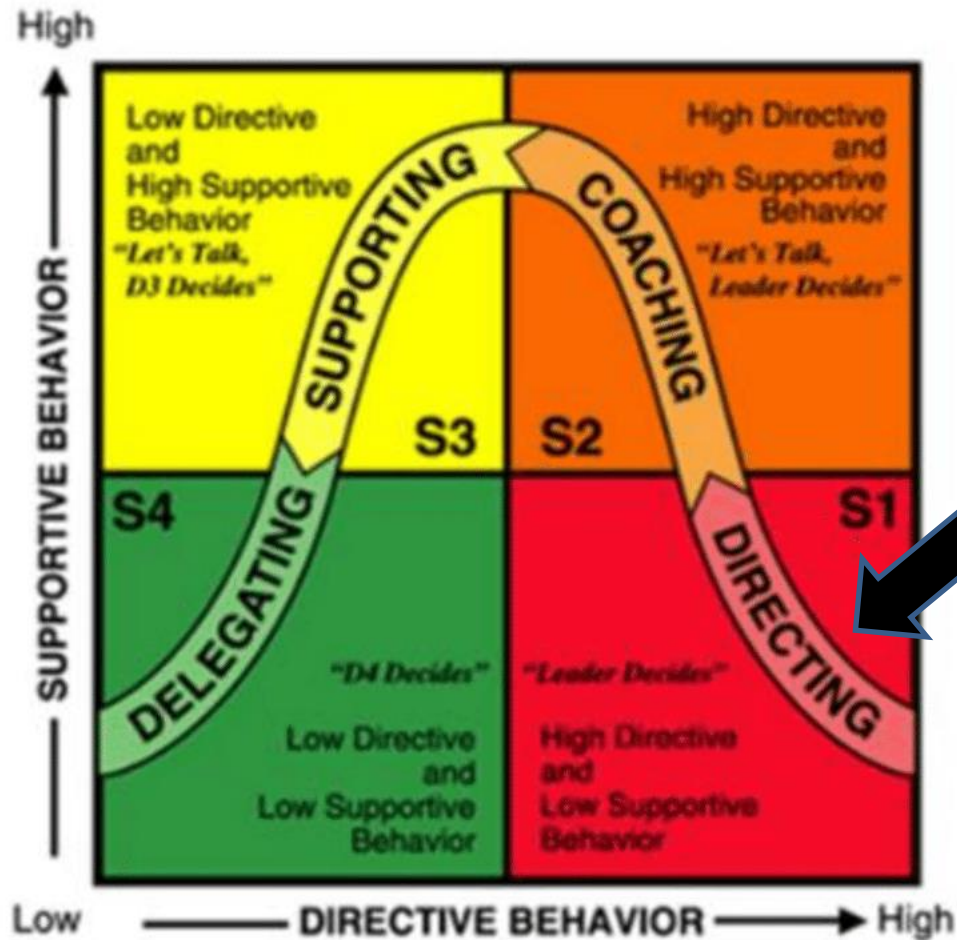 High
SUPPORTIVE BEHAVIOR
Low Directive
and
High Supportive
Behavior
“Let's Talk,
D3 Decides”
High Directive
and
High Supportive
Behavior
“Let's Talk,
Leader Decides”
SUPPORTING
COACHING
S3
S2
S4
S1
DELEGATING
DIRECTING
“D4 Decides”
Low Directive
and
Low Supportive
Behavior
“Leader Decides”
High Directive
and
Low Supportive
Behavior
Low
DIRECTIVE BEHAVIOR
High